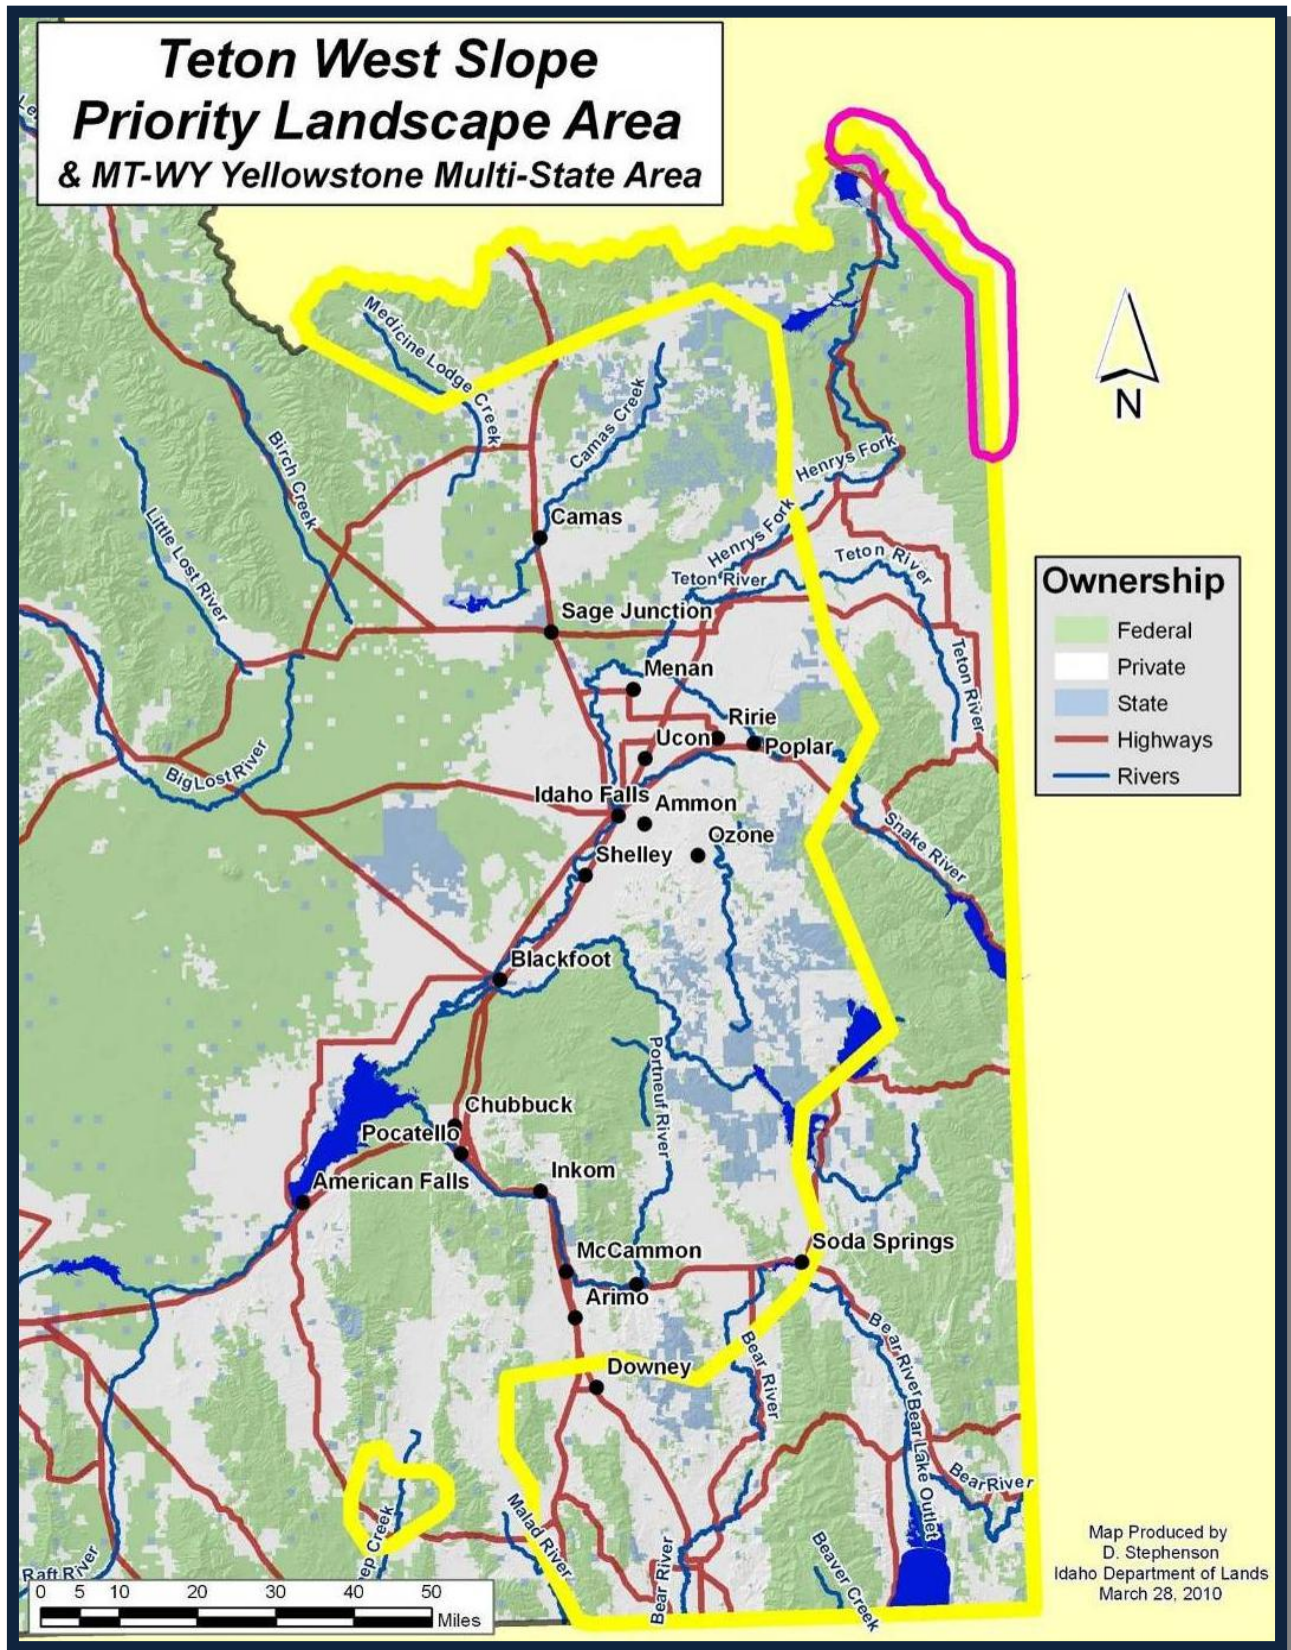 Teton West Slope
Priority Landscape Area
& MT-WY Yellowstone Multi-State Area
Medicine Lodge Creek
Camas Creek
Birch Creek
Henrys Fork
Little Lost River
Camas
Henrys Fork
Teton River
Teton River
N
Ownership
Federal
Private
State
Highways
Rivers
Sage Junction
Teton River
Menan
Ririe
Ucon
Poplar
Big Lost River
Idaho Falls
Ammon
Ozone
Shelley
Snake River
Blackfoot
Portneuf River
Chubbuck
Pocatello
American Falls
Inkom
Soda Springs
McCammon
Arimo
Bear River
Bear River
Downey
Bear Lake Outlet
Bear River
Malad River
eep Creek
Bear River
Beaver Creek
Raft River
0 5 10 20 30 40 50
Miles
Map Produced by
D. Stephenson
Idaho Department of Lands
March 28, 2010